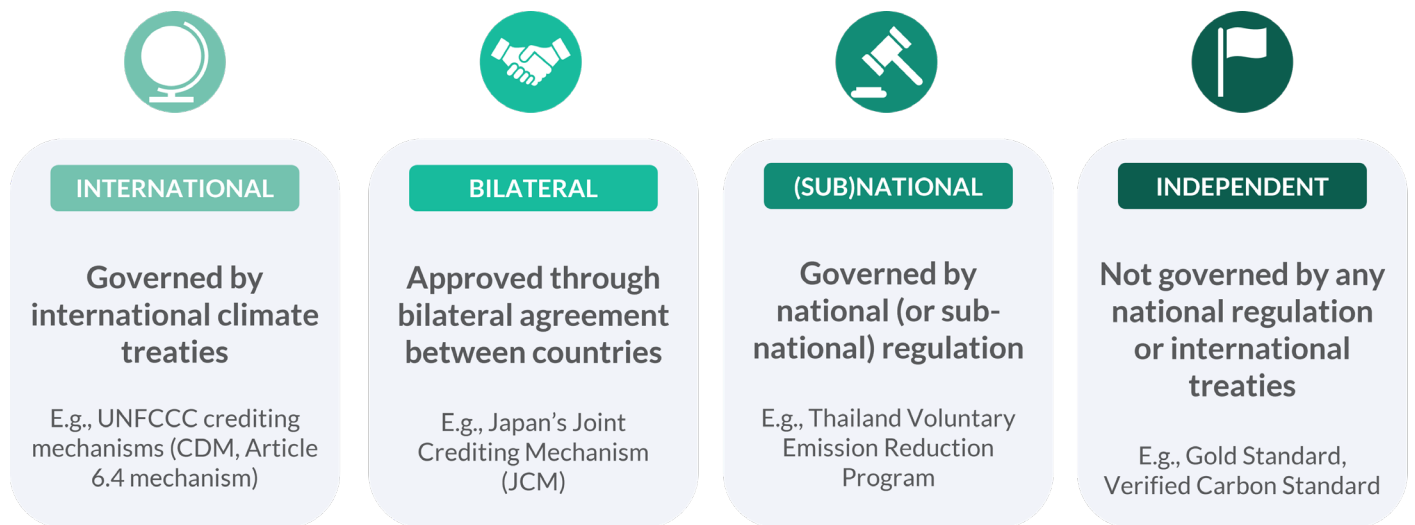 INTERNATIONAL
Governed by
international climate
treaties
E.g., UNFCCC crediting
mechanisms (CDM, Article
6.4 mechanism)
BILATERAL
Approved through
bilateral agreement
between countries
E.g., Japan’s Joint
Crediting Mechanism
(JCM)
(SUB)NATIONAL
Governed by
national (or sub-
national) regulation
E.g., Thailand Voluntary
Emission Reduction
Program
INDEPENDENT
Not governed by any
national regulation
or international
treaties
E.g., Gold Standard,
Verified Carbon Standard